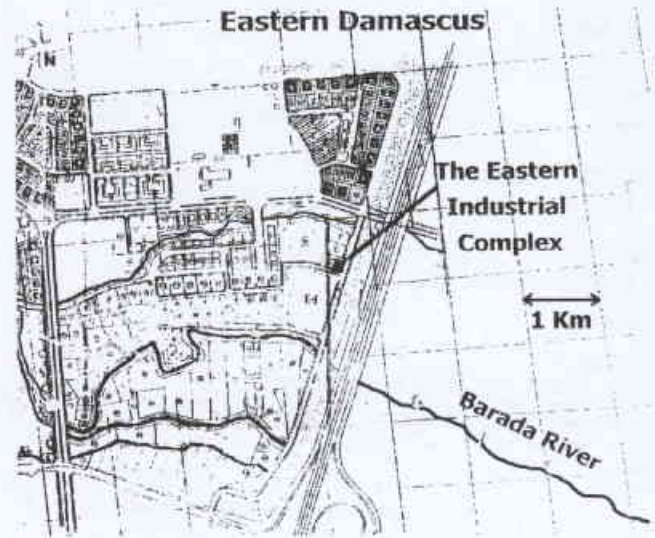 Eastern Damascus
N
The Eastern
Industrial
Complex
1 Km
Barada River